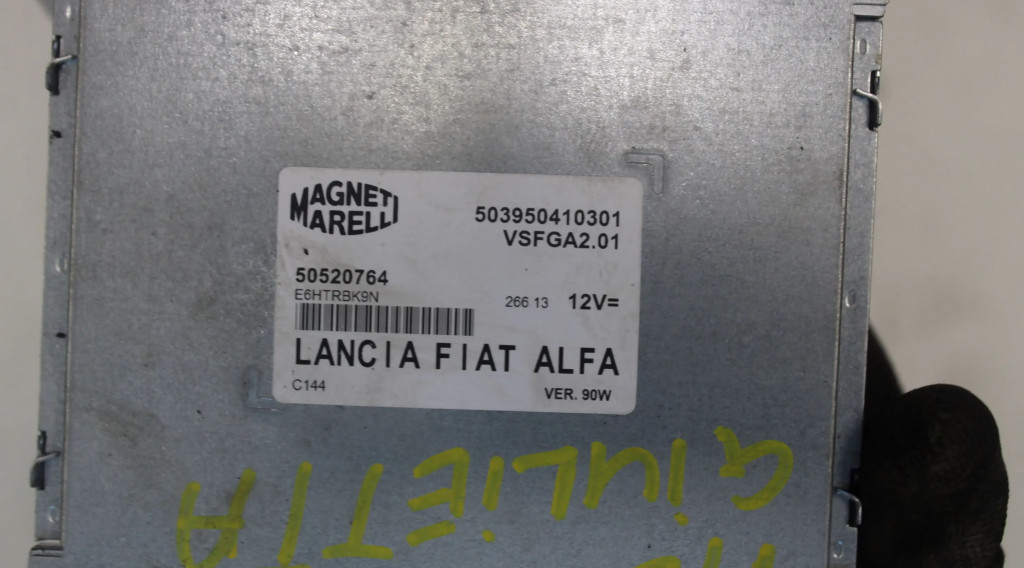 MAGNETI
MARELLI
503950410301
VSFGA2.01
50520764
E6HTRBK9N
266 13 12V=
LANCIA FIAT ALFA
C144
VER. 90W
GIULIETTA